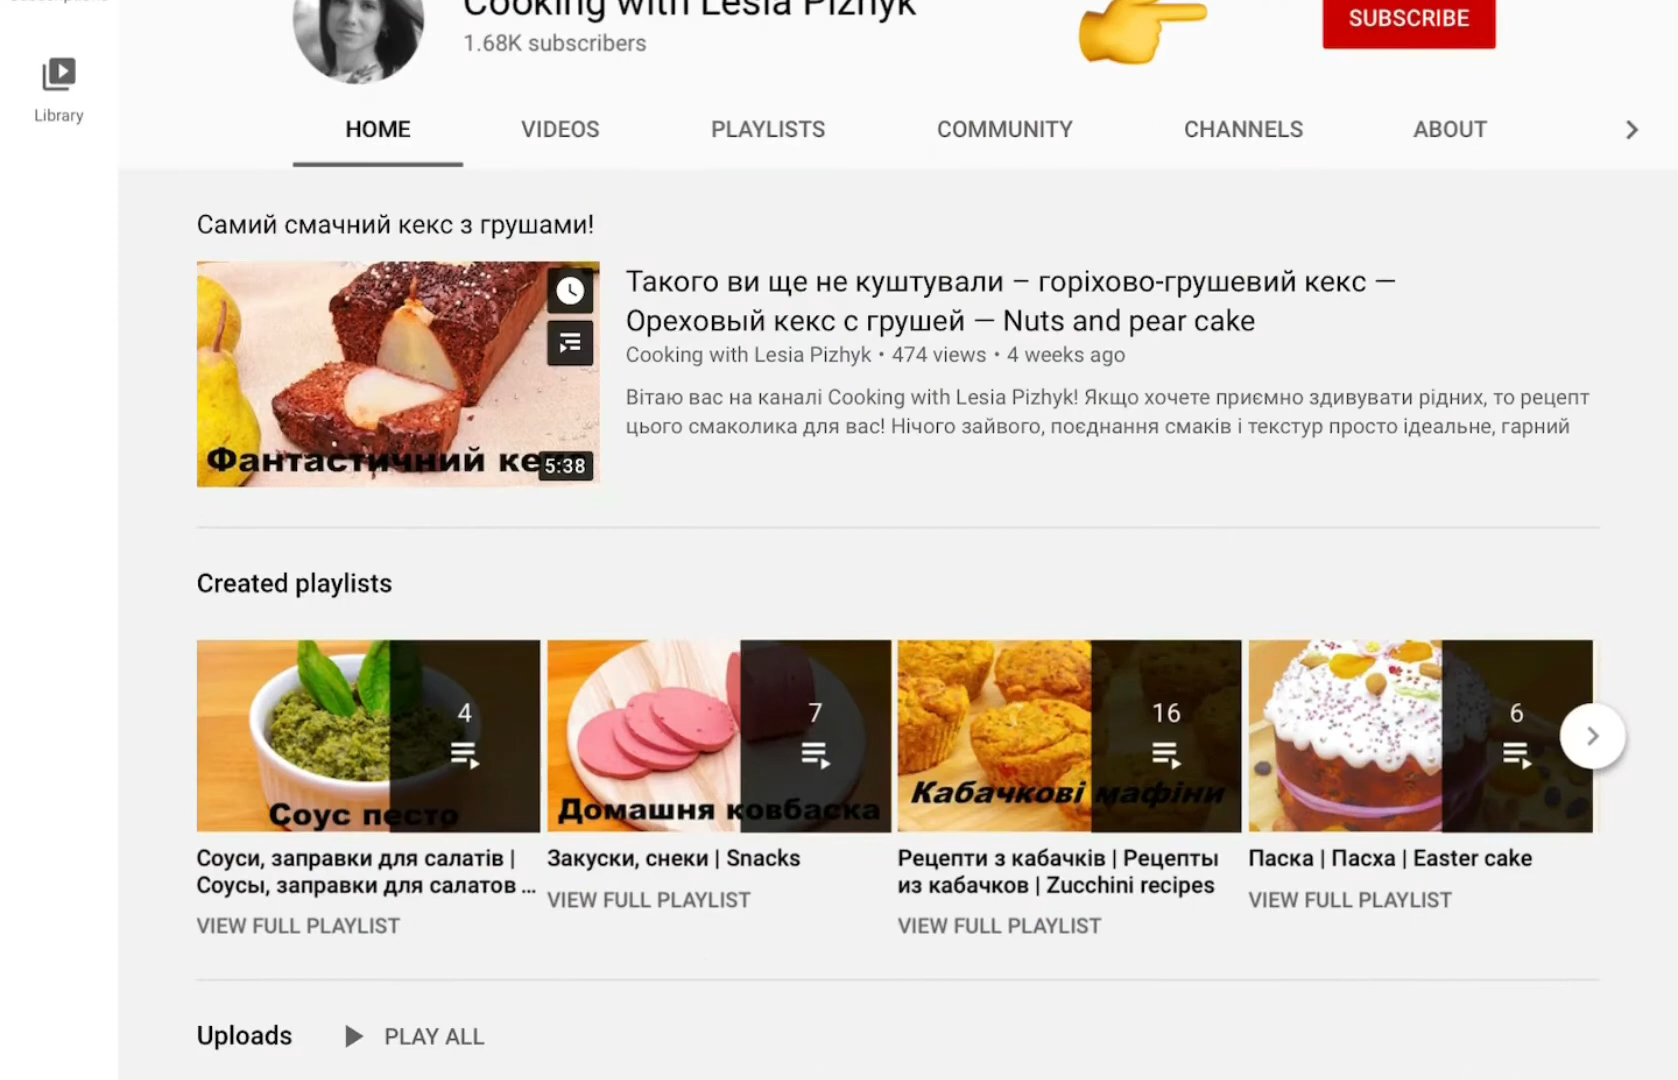 Cooking with Lesia Pizhyk
SUBSCRIBE
1.68K subscribers
Library
HOME
VIDEOS
PLAYLISTS
COMMUNITY
CHANNELS
ABOUT
Самий смачний кекс з грушами!
Фантастичний кекс
5:38
Такого ви ще не куштували – горіхово-грушевий кекс —
Ореховый кекс с грушей — Nuts and pear cake
Cooking with Lesia Pizhyk • 474 views • 4 weeks ago
Вітаю вас на каналі Cooking with Lesia Pizhyk! Якщо хочете приємно здивувати рідних, то рецепт
цього смаколика для вас! Нічого зайвого, поєднання смаків і текстур просто ідеальне, гарний
Created playlists
4
Соус песто
Соуси, заправки для салатів |
Соусы, заправки для салатов ...
VIEW FULL PLAYLIST
7
Домашня ковбаска
Закуски, снеки | Snacks
VIEW FULL PLAYLIST
16
Кабачкові мафіни
Рецепти з кабачків | Рецепты
из кабачков | Zucchini recipes
VIEW FULL PLAYLIST
6
Паска | Пасха | Easter cake
VIEW FULL PLAYLIST
Uploads
PLAY ALL